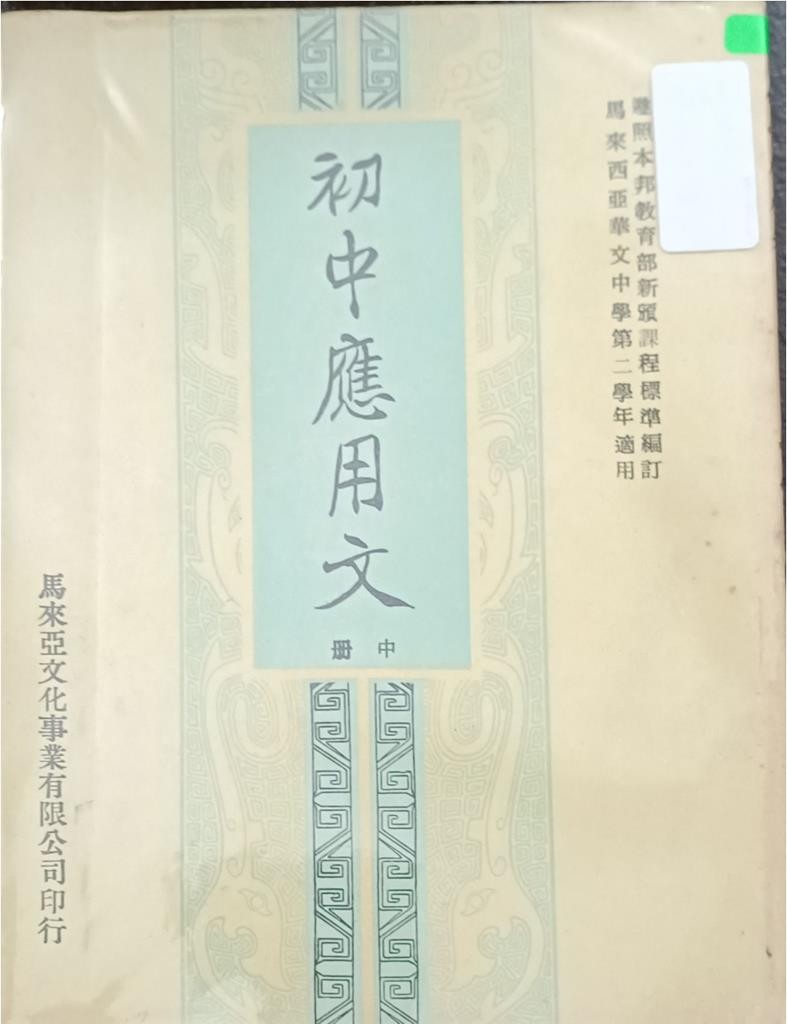 遵照本邦教育部新頒課程標準編訂
馬來西亞華文中學第二學年適用
初中應用文
中册
馬來亞文化事業有限公司印行